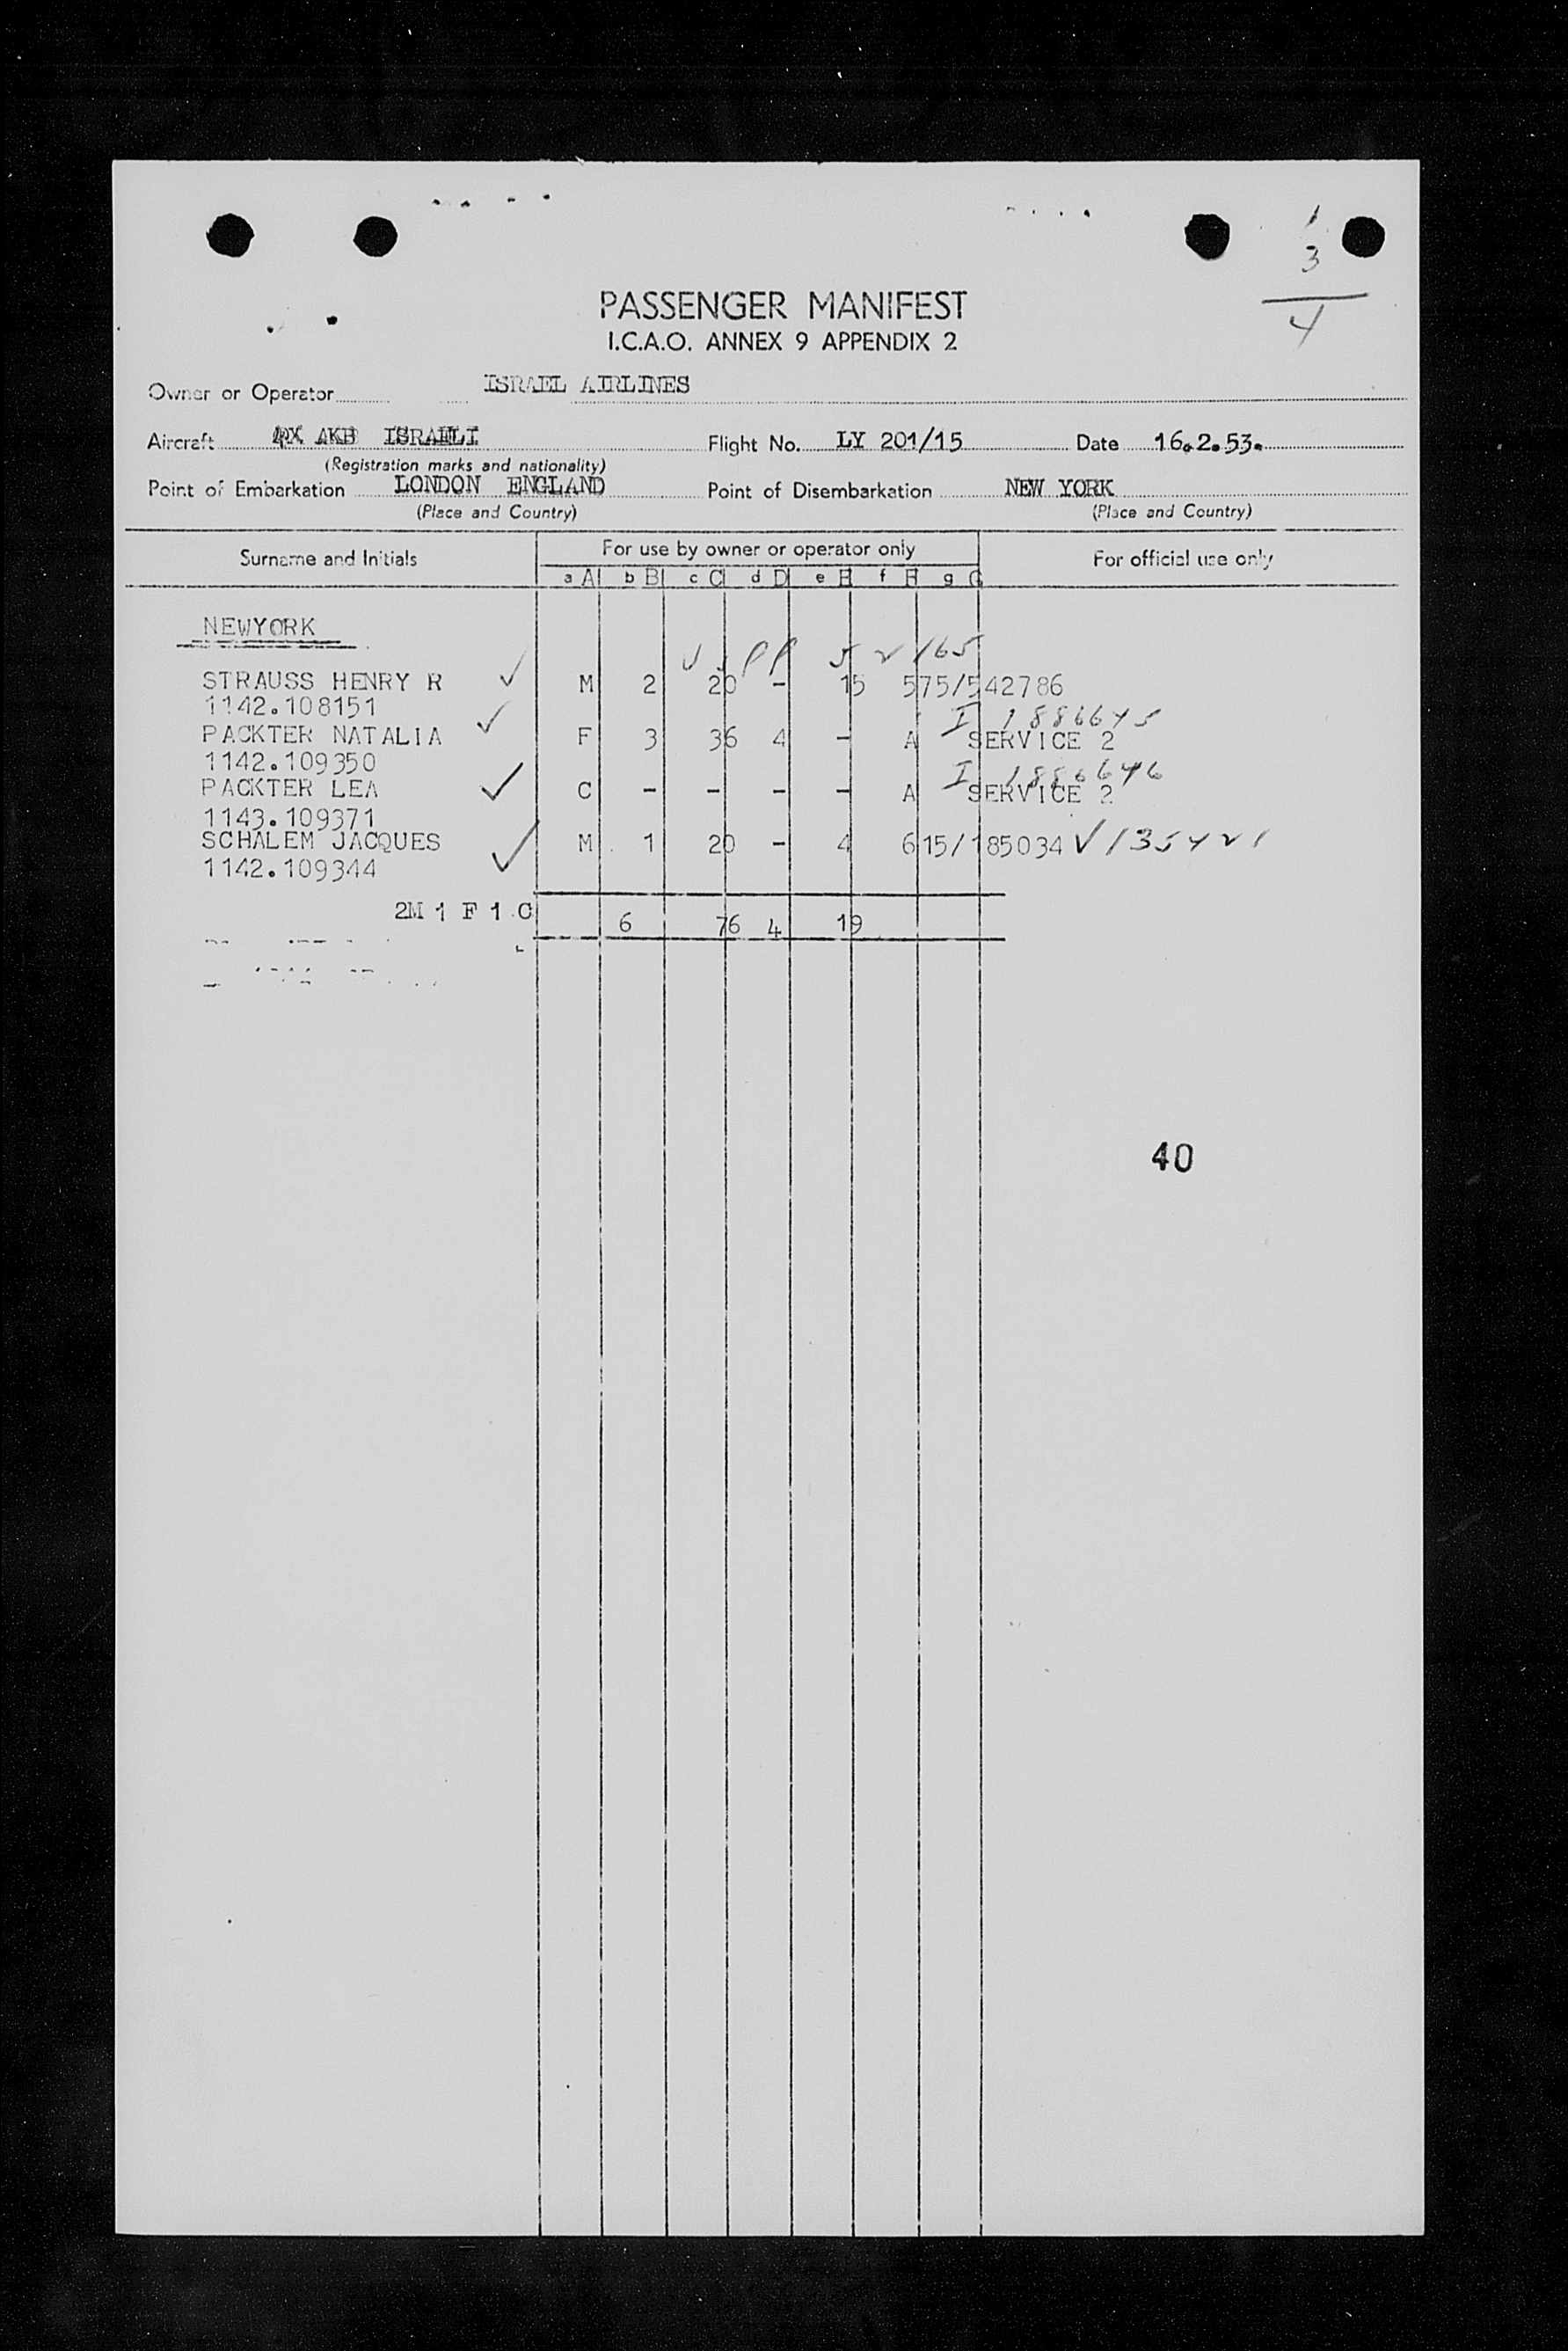 1
3
4
PASSENGER MANIFEST
I.C.A.O. ANNEX 9 APPENDIX 2
Owner or Operator ISRAEL AIRLINES
Aircraft 4X AKB ISRAELI Flight No. LY 201/15 Date 16.2.53.
(Registration marks and nationality)
Point of Embarkation LONDON ENGLAND Point of Disembarkation NEW YORK
(Place and Country) (Place and Country)
Surname and Initials For use by owner or operator only For official use only
a A b B c C d D e E f F g G
NEWYORK
STRAUSS HENRY R M 2 20 - 15 575/542786
1142.108151
I 1886645
PACKTER NATALIA F 3 36 4 - A SERVICE 2
1142.109350
I 1886646
PACKTER LEA C - - - - A SERVICE 2
1143.109371
SCHALEM JACQUES M 1 20 - 4 615/185034 V135421
1142.109344
2M 1 F 1 C 6 76 4 19
40